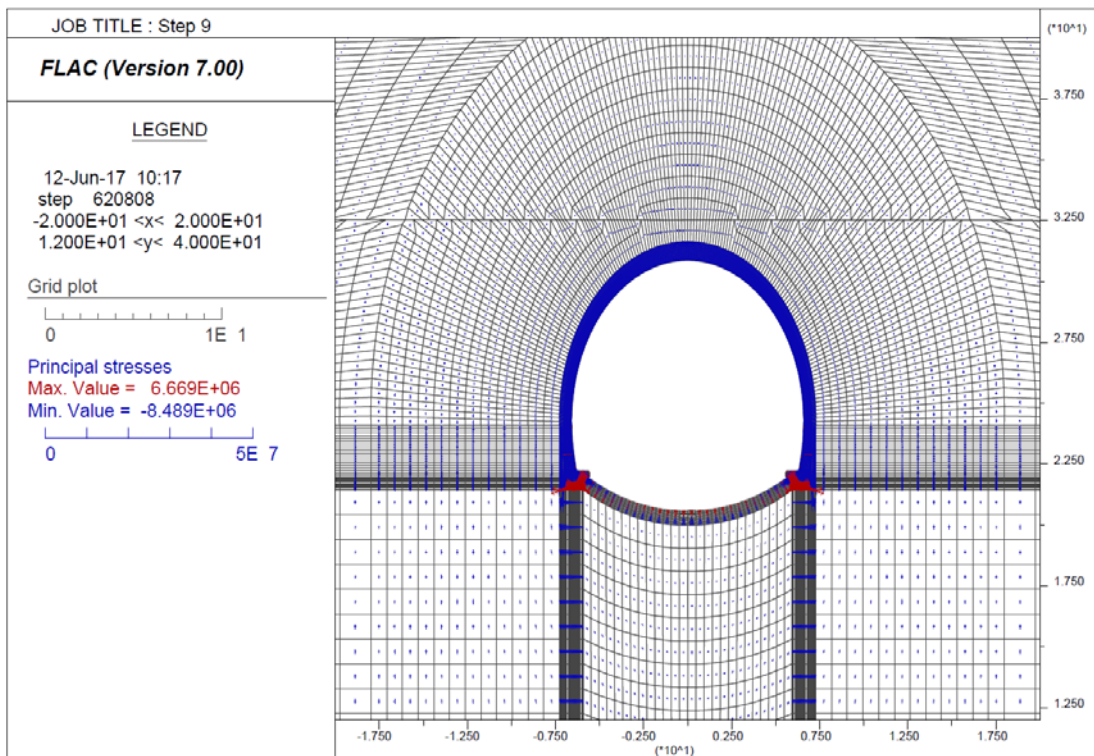 JOB TITLE : Step 9
(*10^1)
FLAC (Version 7.00)
LEGEND
12-Jun-17 10:17
step 620808
-2.000E+01 <x< 2.000E+01
1.200E+01 <y< 4.000E+01
Grid plot
0 1E 1
Principal stresses
Max. Value = 6.669E+06
Min. Value = -8.489E+06
0 5E 7
3.750
3.250
2.750
2.250
1.750
1.250
-1.750 -1.250 -0.750 -0.250 0.250 0.750 1.250 1.750
(*10^1)